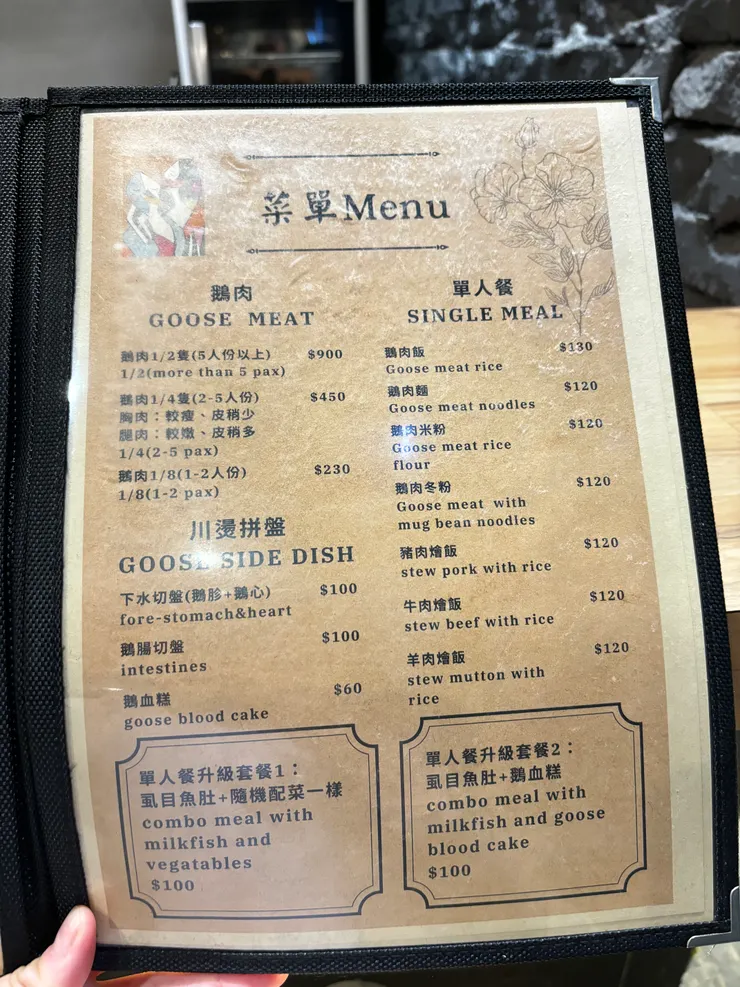 菜單Menu
鵝肉
GOOSE MEAT
鵝肉1/2隻(5人份以上) $900
1/2(more than 5 pax)
鵝肉1/4隻(2-5人份) $450
胸肉：較瘦、皮稍少
腿肉：較嫩、皮稍多
1/4(2-5 pax)
鵝肉1/8(1-2人份) $230
1/8(1-2 pax)
川燙拼盤
GOOSE SIDE DISH
下水切盤(鵝胗+鵝心) $100
fore-stomach&heart
鵝腸切盤 $100
intestines
鵝血糕 $60
goose blood cake
單人餐
SINGLE MEAL
鵝肉飯 $130
Goose meat rice
鵝肉麵 $120
Goose meat noodles
鵝肉米粉 $120
Goose meat rice
flour
鵝肉冬粉 $120
Goose meat with
mug bean noodles
豬肉燴飯 $120
stew pork with rice
牛肉燴飯 $120
stew beef with rice
羊肉燴飯 $120
stew mutton with
rice
單人餐升級套餐1：
虱目魚肚+隨機配菜一樣
combo meal with
milkfish and
vegatables
$100
單人餐升級套餐2：
虱目魚肚+鵝血糕
combo meal with
milkfish and goose
blood cake
$100